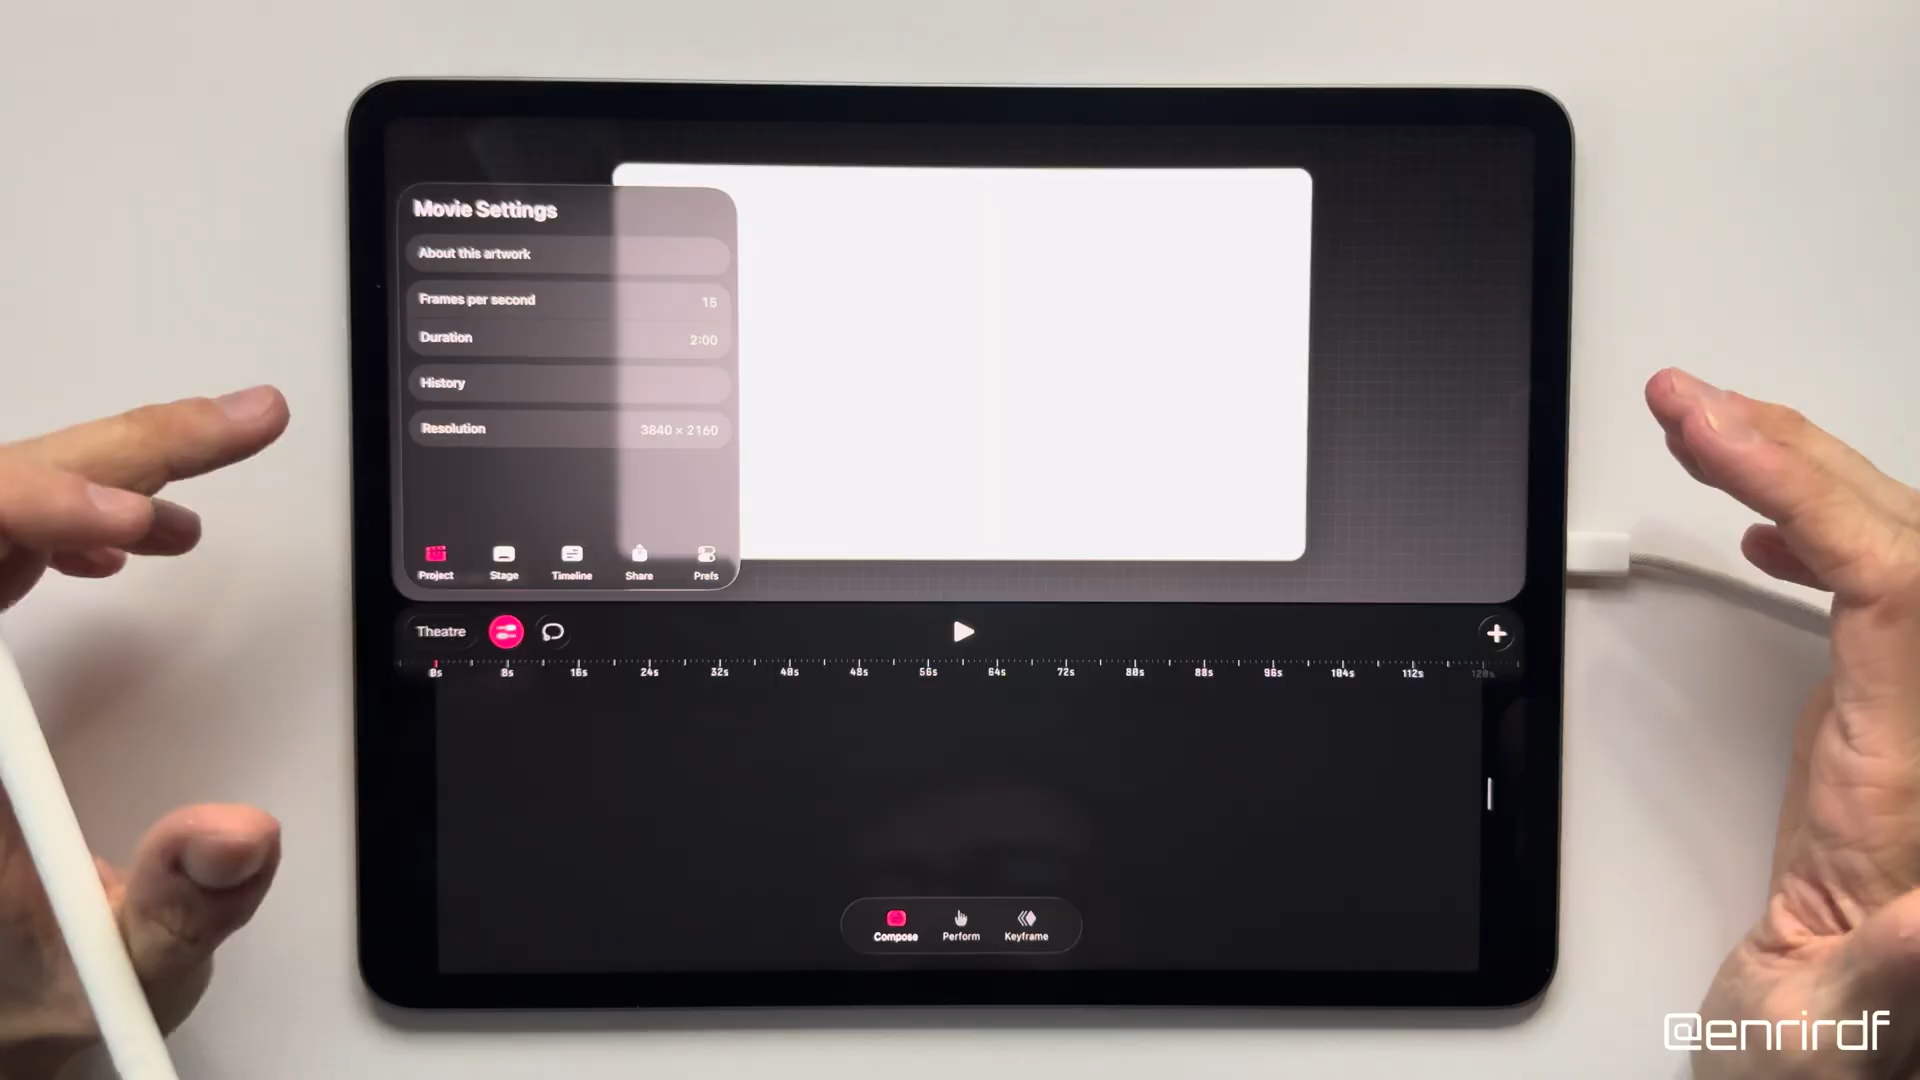 Movie Settings
About this artwork
Frames per second 15
Duration 2:00
History
Resolution 3840 × 2160
Project Stage Timeline Share Prefs
Theatre
0s 8s 16s 24s 32s 40s 48s 56s 64s 72s 80s 88s 96s 104s 112s 120s
Compose Perform Keyframe
@enrirdf